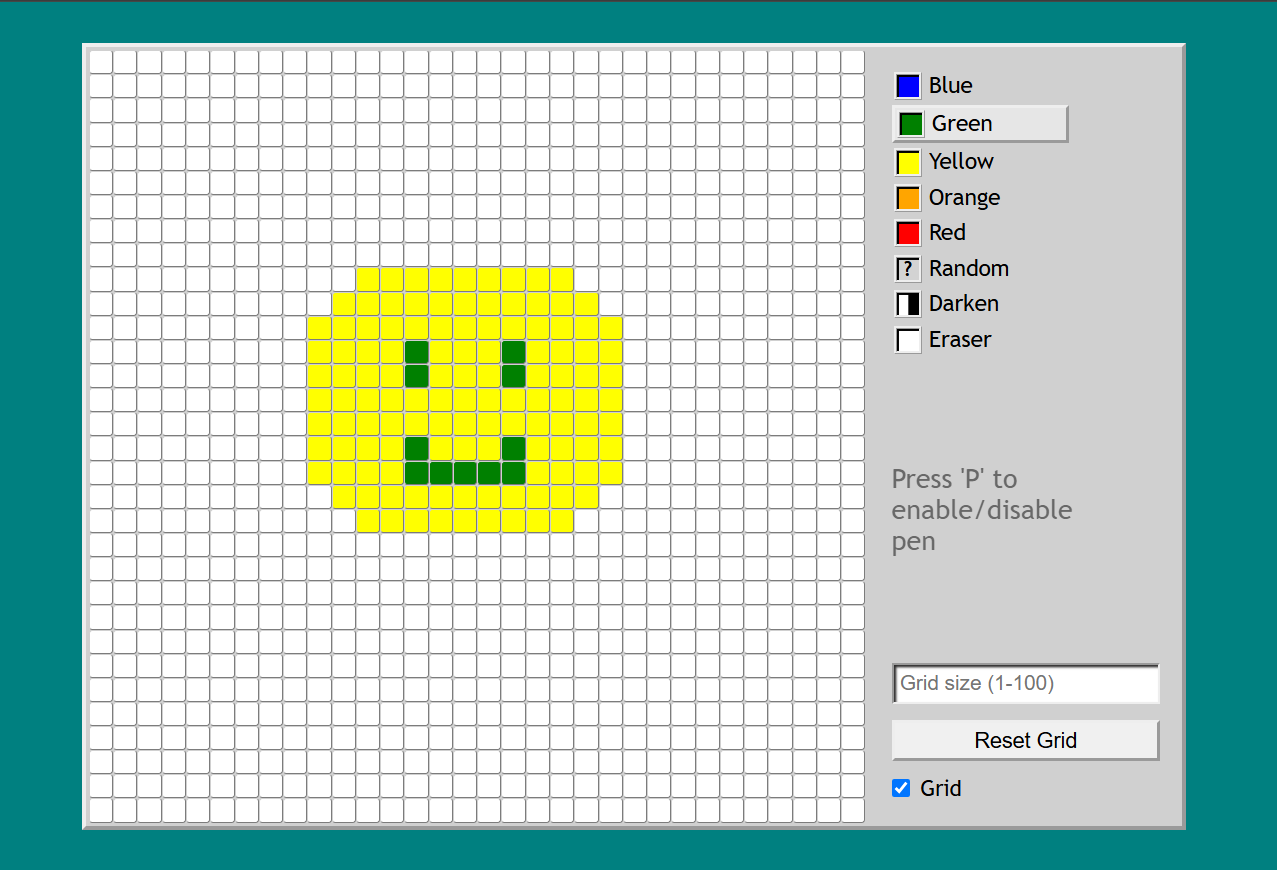 Blue
Green
Yellow
Orange
Red
? Random
Darken
Eraser
Press 'P' to
enable/disable
pen
Grid size (1-100)
Reset Grid
Grid